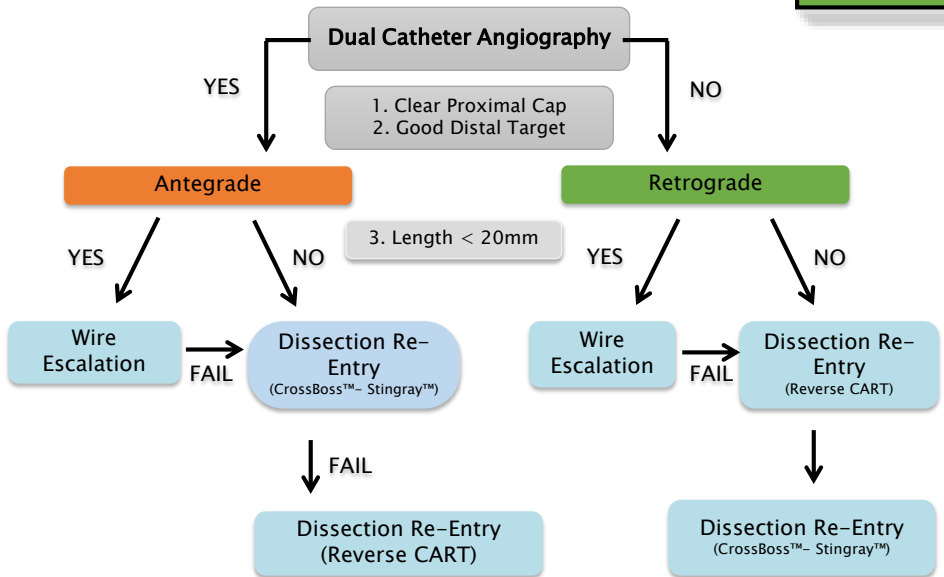 Dual Catheter Angiography
YES
NO
1. Clear Proximal Cap
2. Good Distal Target
Antegrade
Retrograde
3. Length < 20mm
YES
NO
YES
NO
Wire
Escalation
FAIL
Dissection Re-
Entry
(CrossBoss™- Stingray™)
Wire
Escalation
FAIL
Dissection Re-
Entry
(Reverse CART)
FAIL
Dissection Re-Entry
(Reverse CART)
Dissection Re-Entry
(CrossBoss™- Stingray™)